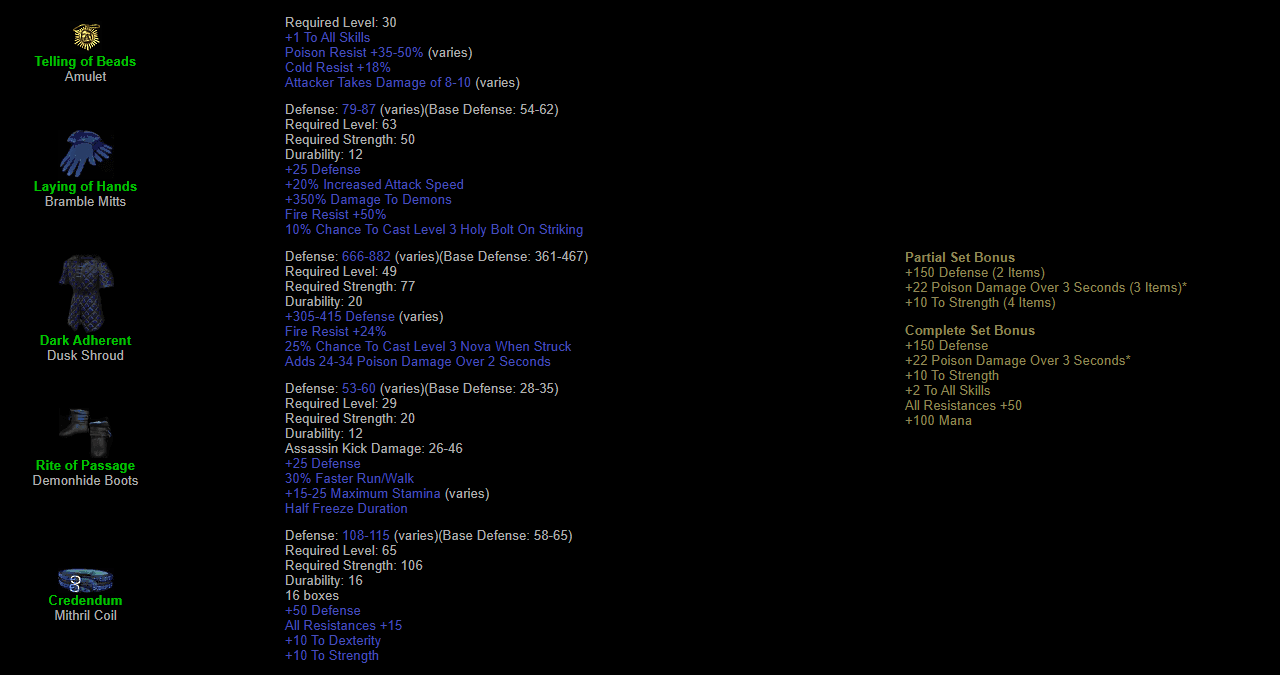 Telling of Beads
Amulet
Required Level: 30
+1 To All Skills
Poison Resist +35-50% (varies)
Cold Resist +18%
Attacker Takes Damage of 8-10 (varies)
Laying of Hands
Bramble Mitts
Defense: 79-87 (varies)(Base Defense: 54-62)
Required Level: 63
Required Strength: 50
Durability: 12
+25 Defense
+20% Increased Attack Speed
+350% Damage To Demons
Fire Resist +50%
10% Chance To Cast Level 3 Holy Bolt On Striking
Dark Adherent
Dusk Shroud
Defense: 666-882 (varies)(Base Defense: 361-467)
Required Level: 49
Required Strength: 77
Durability: 20
+305-415 Defense (varies)
Fire Resist +24%
25% Chance To Cast Level 3 Nova When Struck
Adds 24-34 Poison Damage Over 2 Seconds
Rite of Passage
Demonhide Boots
Defense: 53-60 (varies)(Base Defense: 28-35)
Required Level: 29
Required Strength: 20
Durability: 12
Assassin Kick Damage: 26-46
+25 Defense
30% Faster Run/Walk
+15-25 Maximum Stamina (varies)
Half Freeze Duration
Credendum
Mithril Coil
Defense: 108-115 (varies)(Base Defense: 58-65)
Required Level: 65
Required Strength: 106
Durability: 16
16 boxes
+50 Defense
All Resistances +15
+10 To Dexterity
+10 To Strength
Partial Set Bonus
+150 Defense (2 Items)
+22 Poison Damage Over 3 Seconds (3 Items)*
+10 To Strength (4 Items)
Complete Set Bonus
+150 Defense
+22 Poison Damage Over 3 Seconds*
+10 To Strength
+2 To All Skills
All Resistances +50
+100 Mana